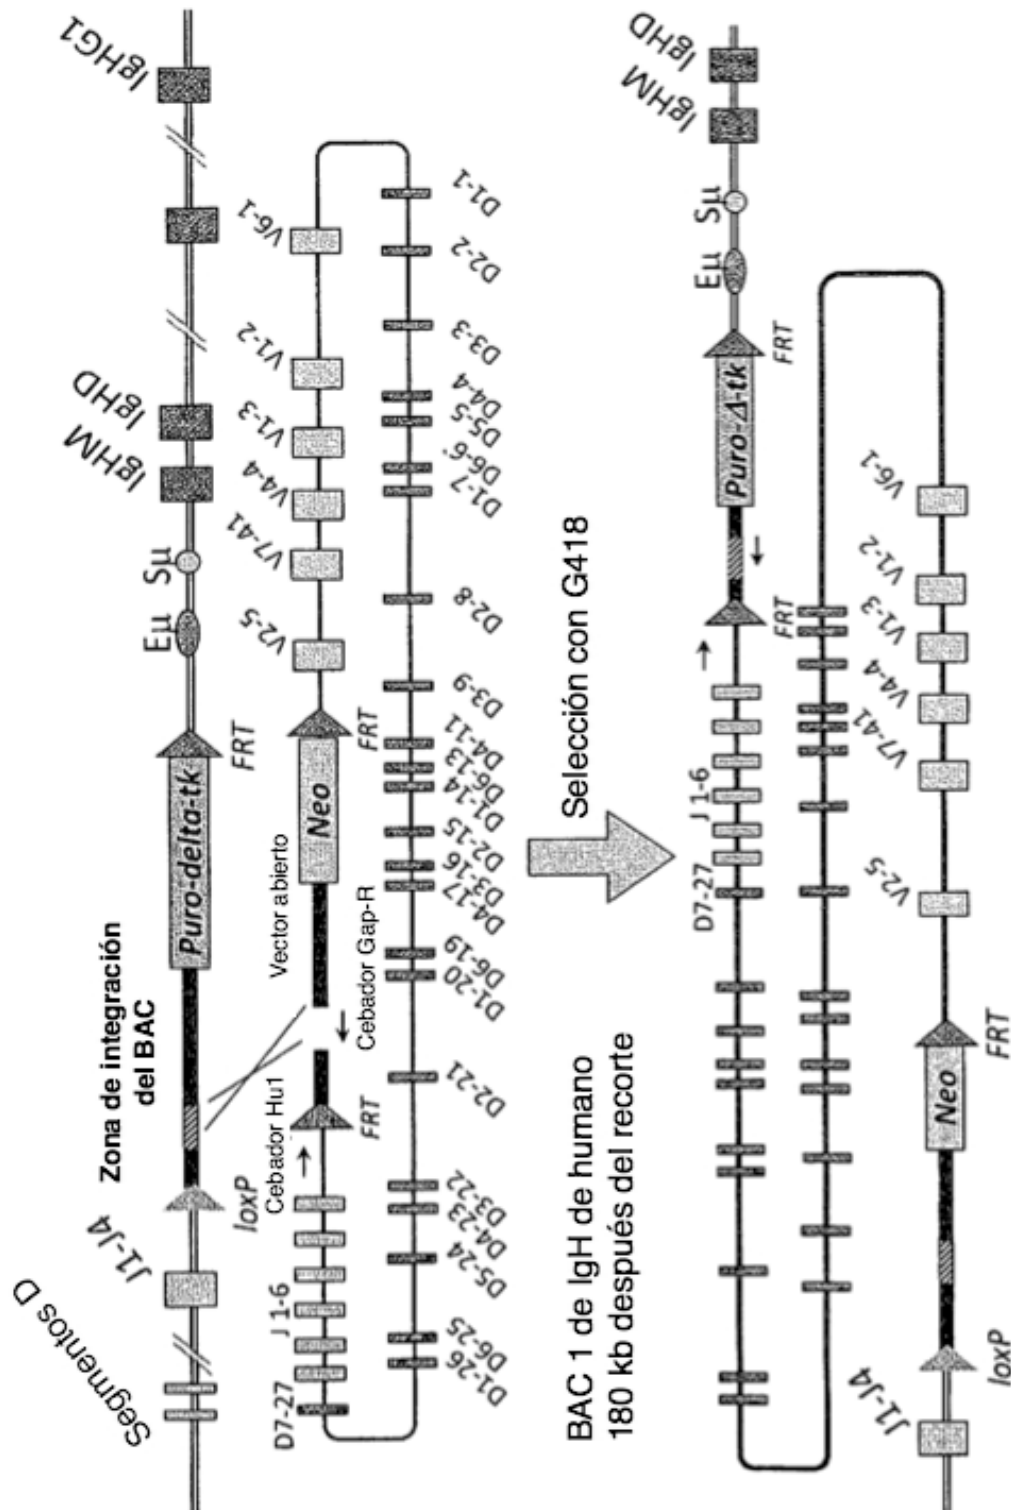 Segmentos D
J1-J4
loxP
Zona de integración
del BAC
Puro-delta-tk
FRT
Eµ
Sµ
IgHM
IgHD
IgHG1
D7-27
J 1-6
Cebador Hu1
FRT
Cebador Gap-R
Vector abierto
Neo
FRT
V2-5
V7-41
V4-4
V1-3
V1-2
V6-1
D1-26
D6-25
D5-24
D4-23
D3-22
D2-21
D1-20
D6-19
D4-17
D3-16
D2-15
D1-14
D6-13
D4-11
D3-9
D2-8
D1-7
D6-6
D5-5
D4-4
D3-3
D2-2
D1-1
BAC 1 de IgH de humano
180 kb después del recorte
Selección con G418
D7-27
J 1-6
FRT
Puro-Δ-tk
FRT
Eµ
Sµ
IgHM
IgHD
J1-J4
loxP
Neo
FRT
V2-5
V7-41
V4-4
V1-3
V1-2
V6-1